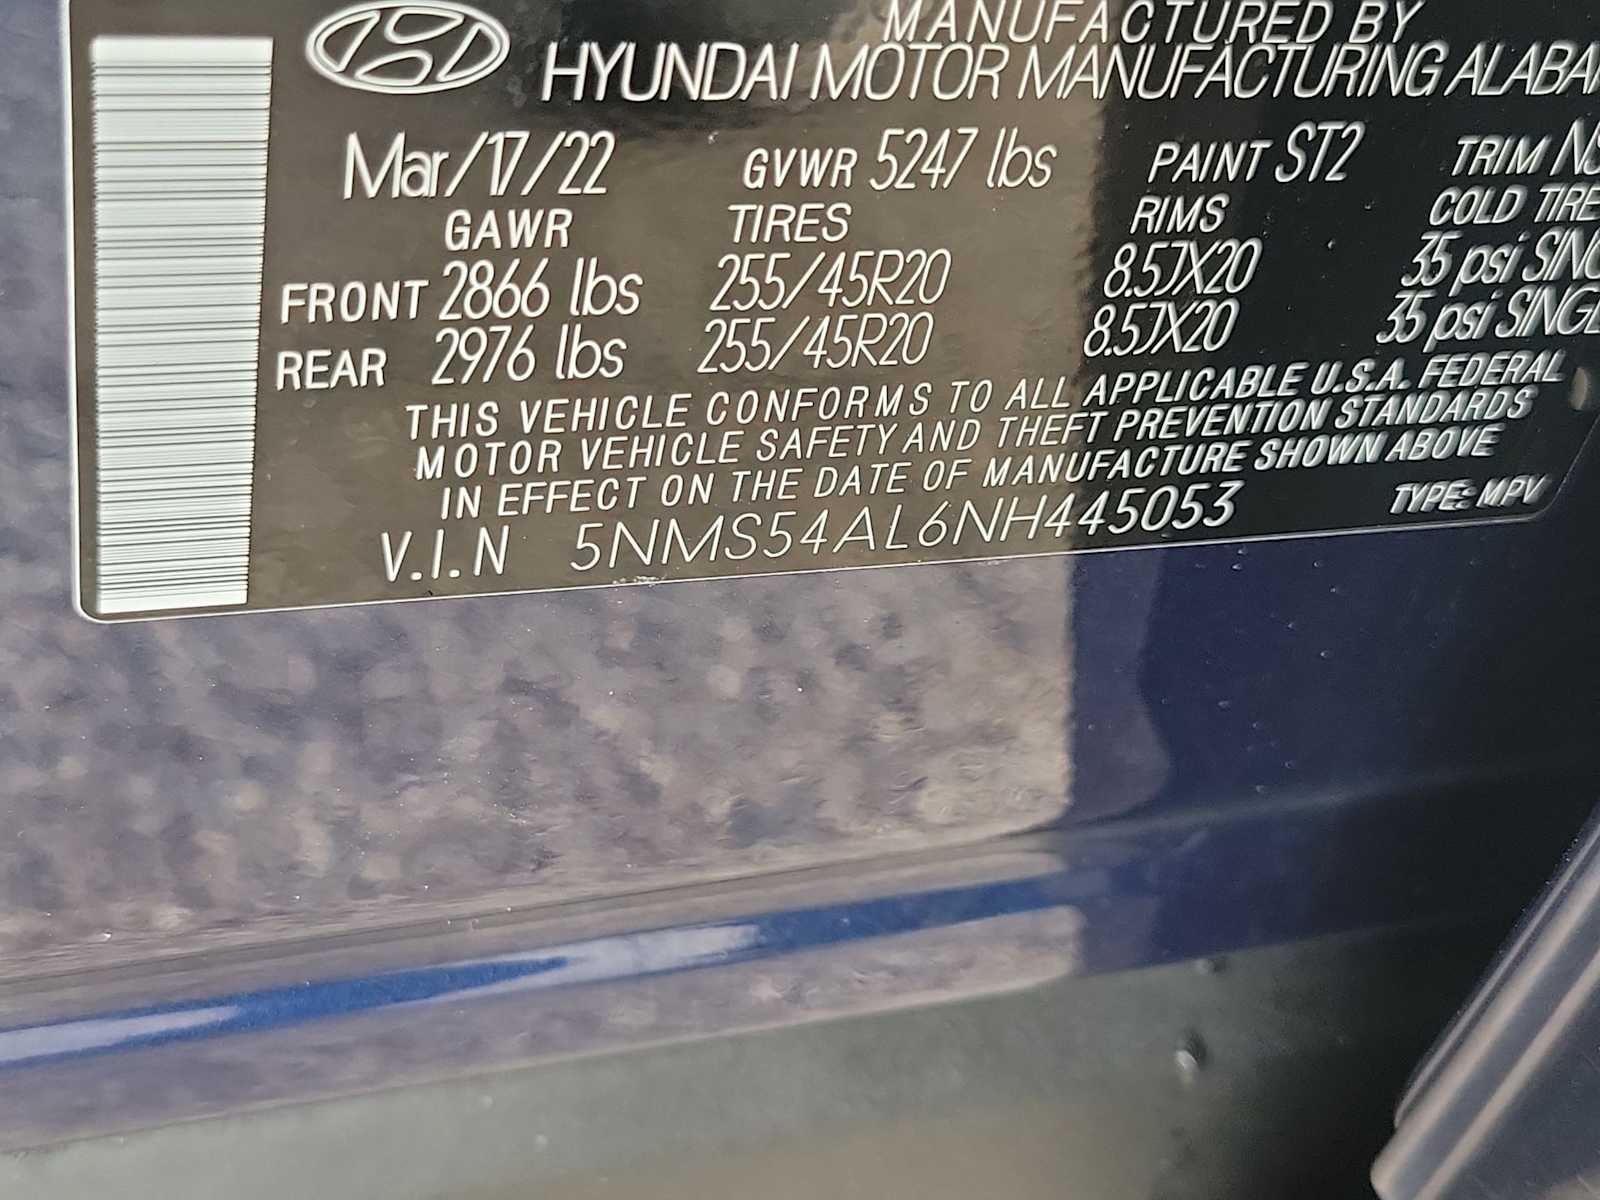 MANUFACTURED BY
HYUNDAI MOTOR MANUFACTURING
Mar/17/22 GVWR 5247 lbs PAINT ST2 TRIM
GAWR TIRES RIMS COLD TIRE
FRONT 2866 lbs 255/45R20 8.5JX20 35 psi
REAR 2976 lbs 255/45R20 8.5JX20 35 psi
THIS VEHICLE CONFORMS TO ALL APPLICABLE U.S.A. FEDERAL
MOTOR VEHICLE SAFETY AND THEFT PREVENTION STANDARDS
IN EFFECT ON THE DATE OF MANUFACTURE SHOWN ABOVE
V.I.N 5NMS54AL6NH445053 TYPE: MPV